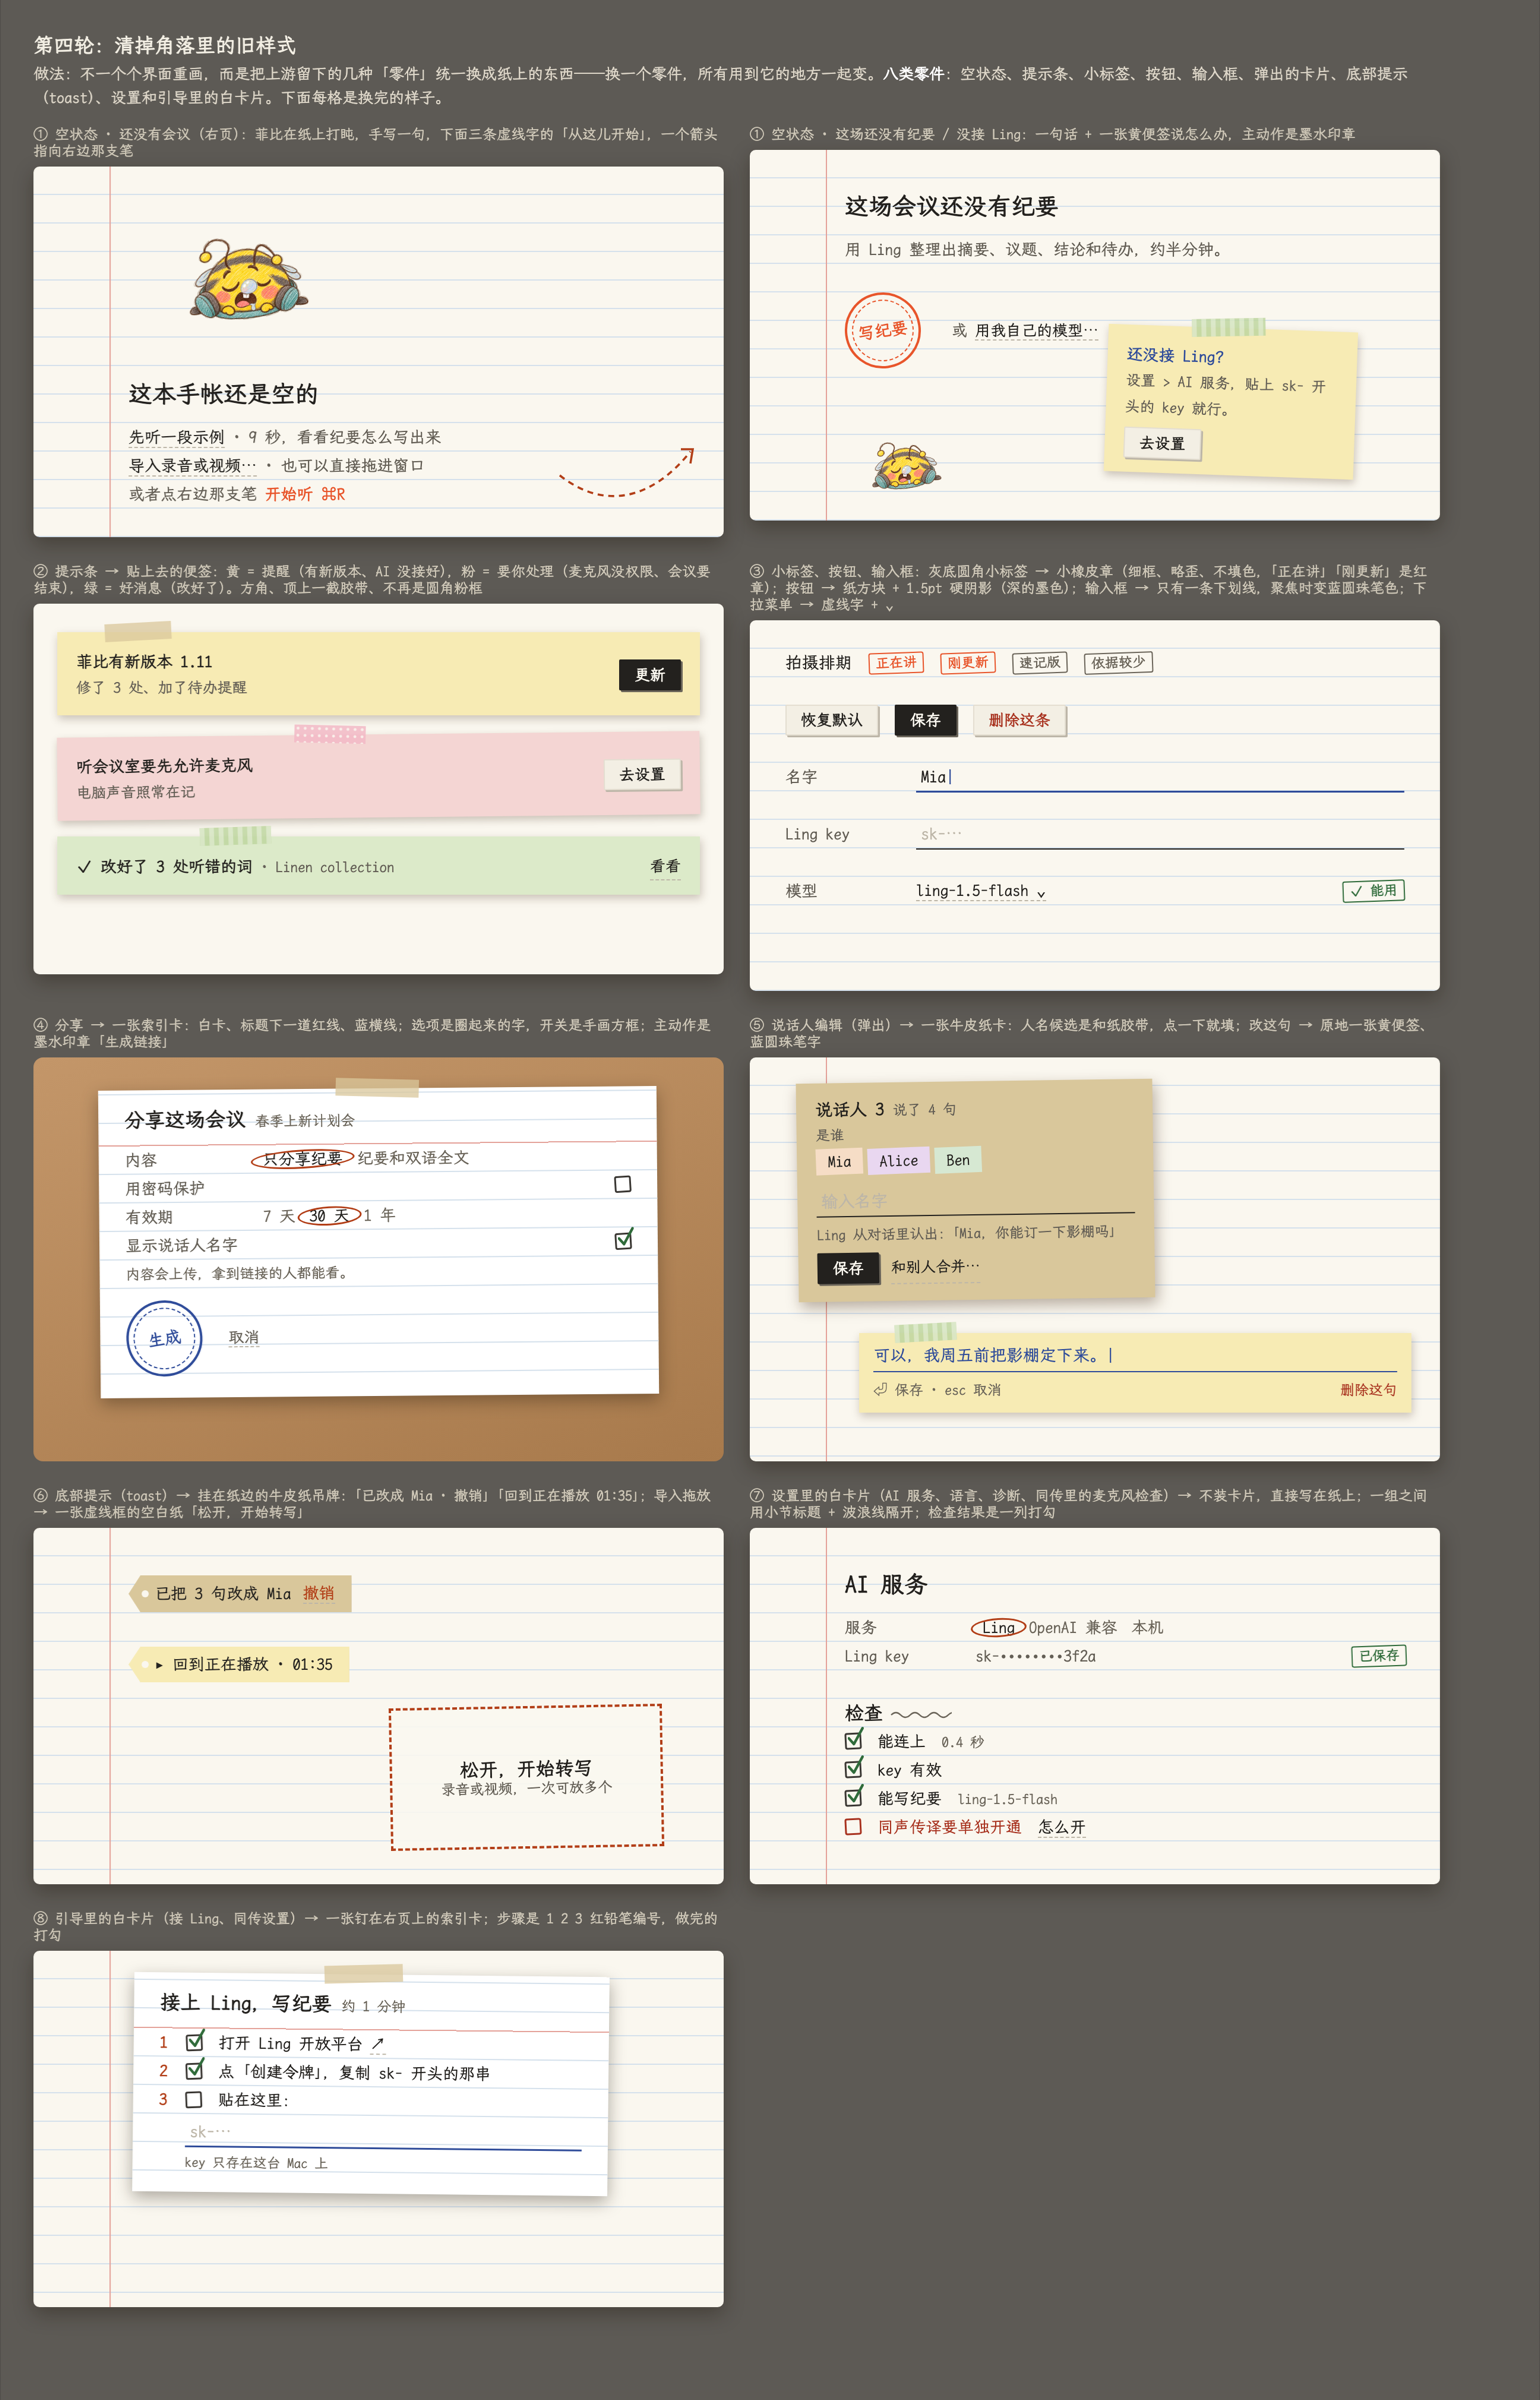 第四轮：清掉角落里的旧样式
做法：不一个个界面重画，而是把上游留下的几种「零件」统一换成纸上的东西——换一个零件，所有用到它的地方一起变。八类零件：空状态、提示条、小标签、按钮、输入框、弹出的卡片、底部提示
（toast）、设置和引导里的白卡片。下面每格是换完的样子。
① 空状态 · 还没有会议（右页）：菲比在纸上打盹，手写一句，下面三条虚线字的「从这儿开始」，一个箭头
指向右边那支笔
这本手帐还是空的
先听一段示例 · 9 秒，看看纪要怎么写出来
导入录音或视频… · 也可以直接拖进窗口
或者点右边那支笔 开始听 ⌘R
① 空状态 · 这场还没有纪要 / 没接 Ling：一句话 + 一张黄便签说怎么办，主动作是墨水印章
这场会议还没有纪要
用 Ling 整理出摘要、议题、结论和待办，约半分钟。
写纪要
或 用我自己的模型…
还没接 Ling?
设置 > AI 服务，贴上 sk- 开
头的 key 就行。
去设置
② 提示条 → 贴上去的便签：黄 = 提醒（有新版本、AI 没接好），粉 = 要你处理（麦克风没权限、会议要
结束），绿 = 好消息（改好了）。方角、顶上一截胶带、不再是圆角粉框
菲比有新版本 1.11
修了 3 处、加了待办提醒
更新
听会议室要先允许麦克风
电脑声音照常在记
去设置
✓ 改好了 3 处听错的词 · Linen collection
看看
③ 小标签、按钮、输入框：灰底圆角小标签 → 小橡皮章（细框、略歪、不填色，「正在讲」「刚更新」是红
章）；按钮 → 纸方块 + 1.5pt 硬阴影（深的墨色）；输入框 → 只有一条下划线，聚焦时变蓝圆珠笔色；下
拉菜单 → 虚线字 + ⌄
拍摄排期 正在讲 刚更新 速记版 依据较少
恢复默认 保存 删除这条
名字 Mia
Ling key sk-…
模型 ling-1.5-flash ⌄ ✓ 能用
④ 分享 → 一张索引卡：白卡、标题下一道红线、蓝横线；选项是圈起来的字，开关是手画方框；主动作是
墨水印章「生成链接」
分享这场会议 春季上新计划会
内容 只分享纪要 纪要和双语全文
用密码保护
有效期 7 天 30 天 1 年
显示说话人名字
内容会上传，拿到链接的人都能看。
生成 取消
⑤ 说话人编辑（弹出）→ 一张牛皮纸卡：人名候选是和纸胶带，点一下就填；改这句 → 原地一张黄便签、
蓝圆珠笔字
说话人 3 说了 4 句
是谁
Mia Alice Ben
输入名字
Ling 从对话里认出：「Mia，你能订一下影棚吗」
保存 和别人合并…
可以，我周五前把影棚定下来。
⏎ 保存 · esc 取消 删除这句
⑥ 底部提示（toast）→ 挂在纸边的牛皮纸吊牌：「已改成 Mia · 撤销」「回到正在播放 01:35」；导入拖放
→ 一张虚线框的空白纸「松开，开始转写」
已把 3 句改成 Mia 撤销
▸ 回到正在播放 · 01:35
松开，开始转写
录音或视频，一次可放多个
⑦ 设置里的白卡片（AI 服务、语言、诊断、同传里的麦克风检查）→ 不装卡片，直接写在纸上；一组之间
用小节标题 + 波浪线隔开；检查结果是一列打勾
AI 服务
服务 Ling OpenAI 兼容 本机
Ling key sk-••••••••3f2a 已保存
检查
能连上 0.4 秒
key 有效
能写纪要 ling-1.5-flash
同声传译要单独开通 怎么开
⑧ 引导里的白卡片（接 Ling、同传设置）→ 一张钉在右页上的索引卡；步骤是 1 2 3 红铅笔编号，做完的
打勾
接上 Ling，写纪要 约 1 分钟
1 打开 Ling 开放平台 ↗
2 点「创建令牌」，复制 sk- 开头的那串
3 贴在这里：
sk-…
key 只存在这台 Mac 上